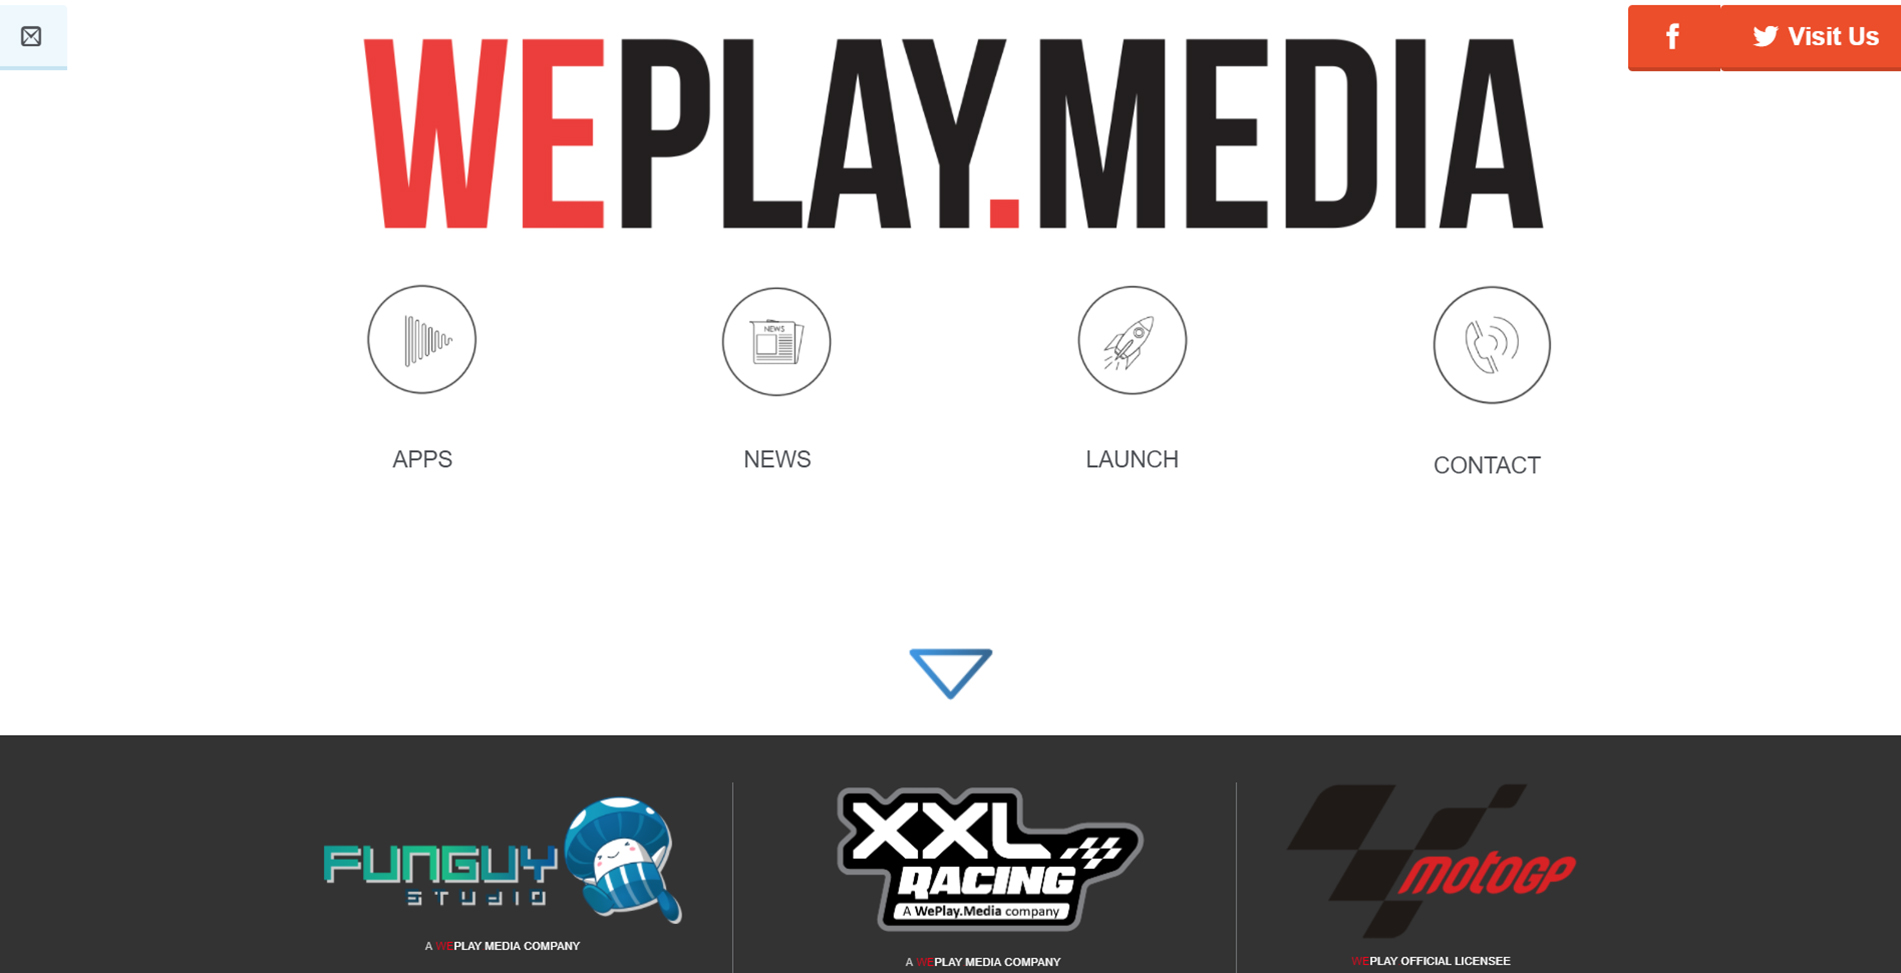 Visit Us
WEPLAY.MEDIA
NEWS
APPS
NEWS
LAUNCH
CONTACT
FUNGUY
STUDIO
A WEPLAY MEDIA COMPANY
XXL
RACING
A WePlay.Media company
A WEPLAY MEDIA COMPANY
motoGP
WEPLAY OFFICIAL LICENSEE